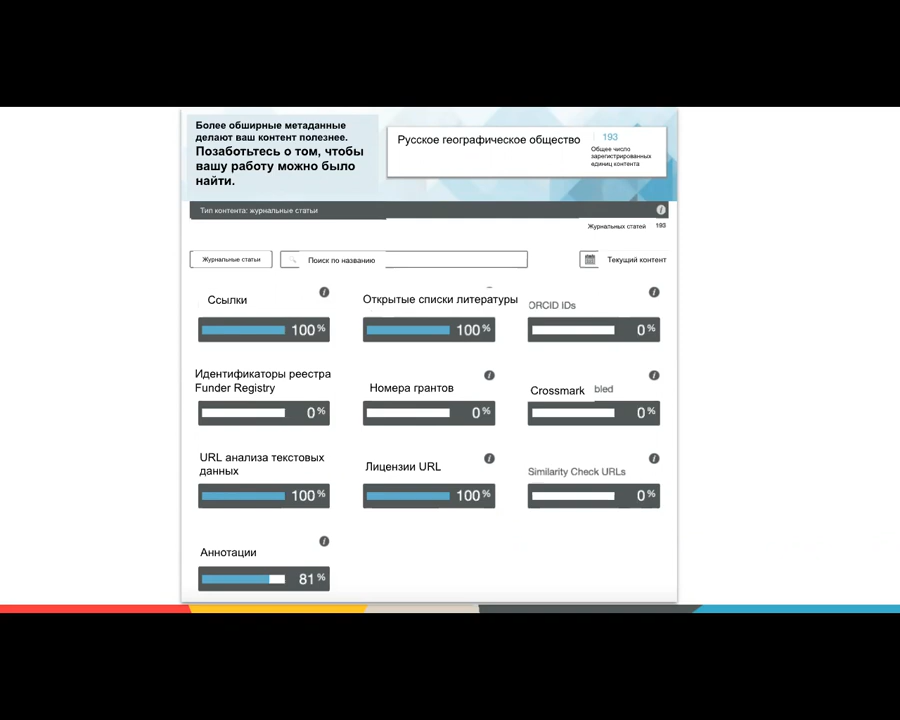 Более обширные метаданные
делают ваш контент полезнее.
Позаботьтесь о том, чтобы
вашу работу можно было
найти.
Русское географическое общество
193
Общее число
зарегистрированных
единиц контента
Тип контента: журнальные статьи
Журнальных статей 193
Журнальные статьи
Поиск по названию
Текущий контент
Ссылки
Открытые списки литературы
ORCID IDs
100 %
100 %
0 %
Идентификаторы реестра
Funder Registry
Номера грантов
Crossmark bled
0 %
0 %
0 %
URL анализа текстовых
данных
Лицензии URL
Similarity Check URLs
100 %
100 %
0 %
Аннотации
81 %